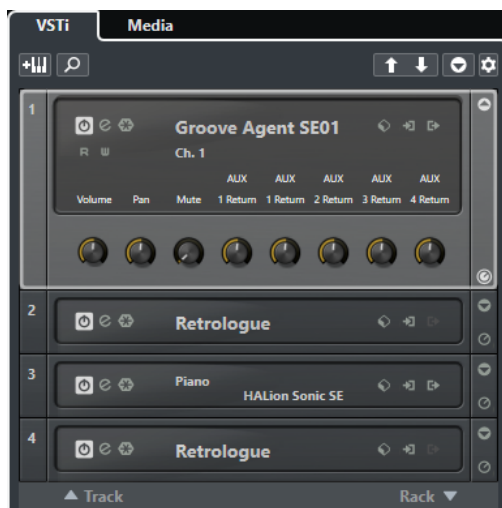 VSTi Media
1
Groove Agent SE01
R W
Ch. 1
AUX AUX AUX AUX AUX
Volume Pan Mute 1 Return 1 Return 2 Return 3 Return 4 Return
2
Retrologue
3
Piano
HALion Sonic SE
4
Retrologue
Track Rack